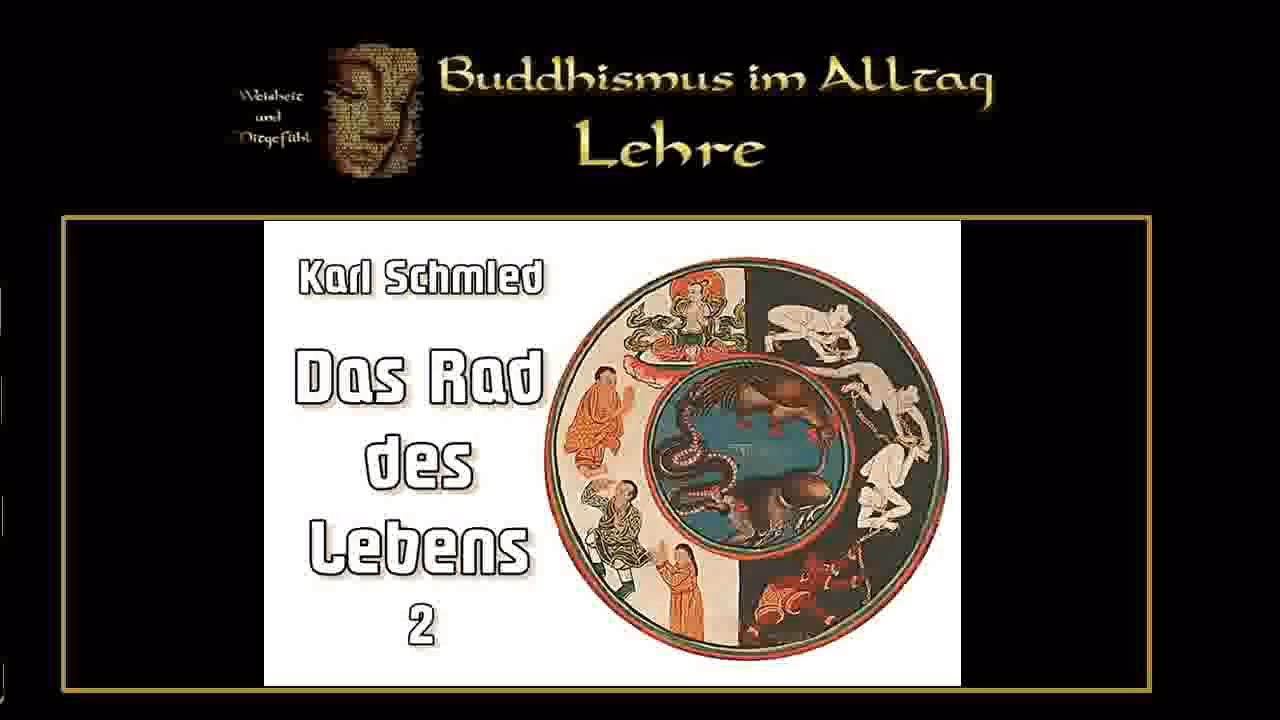 Buddhismus im Alltag
Lehre
Weisheit
und
Mitgefühl
Karl Schmied
Das Rad
des
Lebens
2